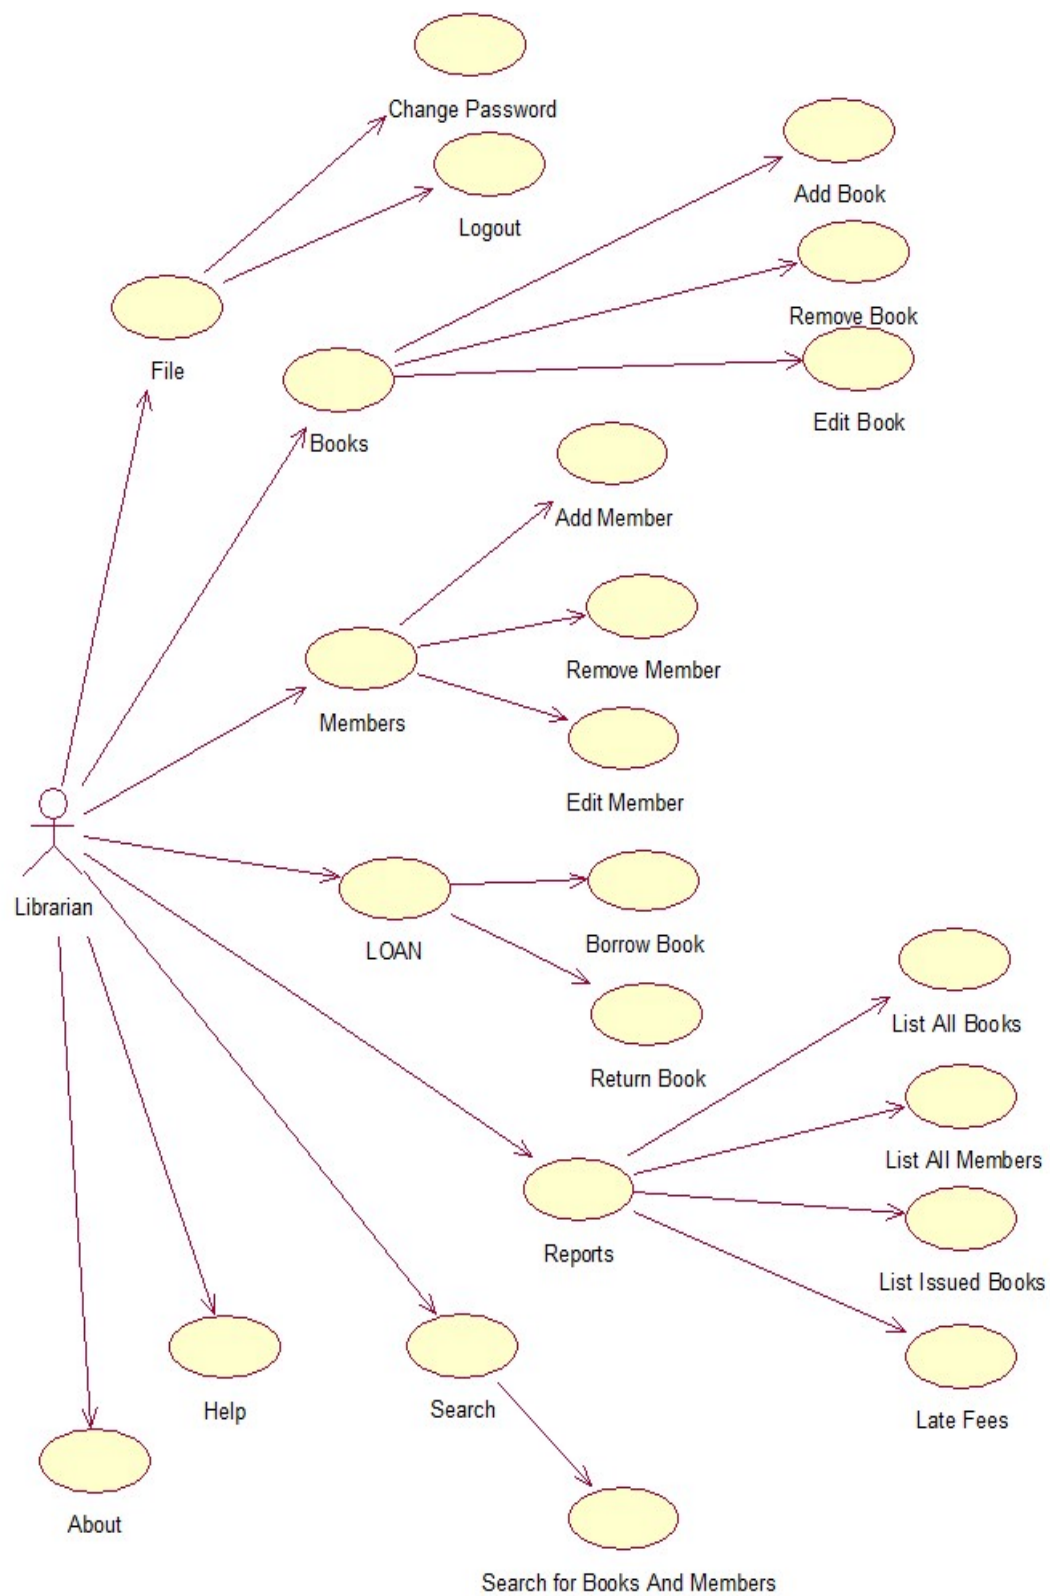 Change Password
Add Book
Logout
Remove Book
File
Edit Book
Books
Add Member
Remove Member
Members
Edit Member
Librarian
LOAN
Borrow Book
List All Books
Return Book
List All Members
Reports
List Issued Books
Help
Search
Late Fees
About
Search for Books And Members